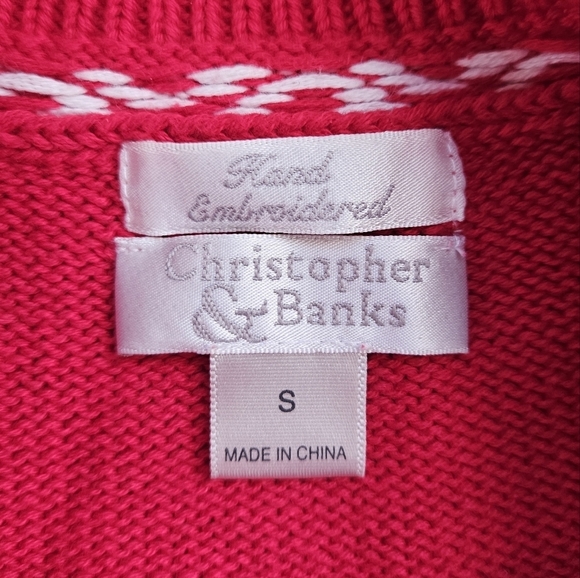 Hand
Embroidered
Christopher
& Banks
S
MADE IN CHINA